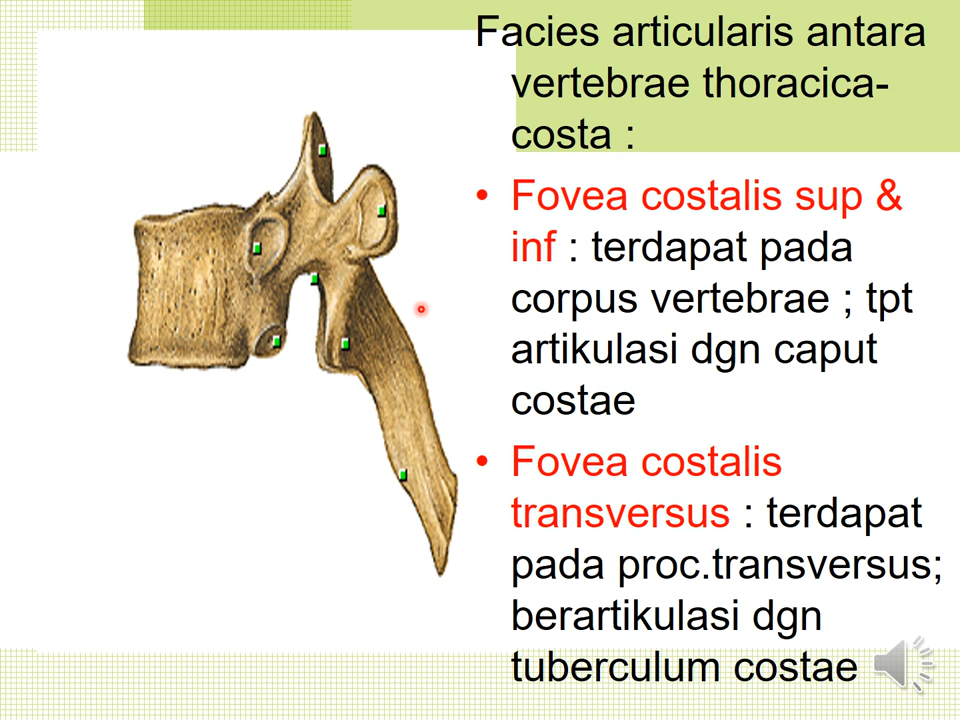 Facies articularis antara
vertebrae thoracica-
costa :
• Fovea costalis sup &
inf : terdapat pada
corpus vertebrae ; tpt
artikulasi dgn caput
costae
• Fovea costalis
transversus : terdapat
pada proc.transversus;
berartikulasi dgn
tuberculum costae